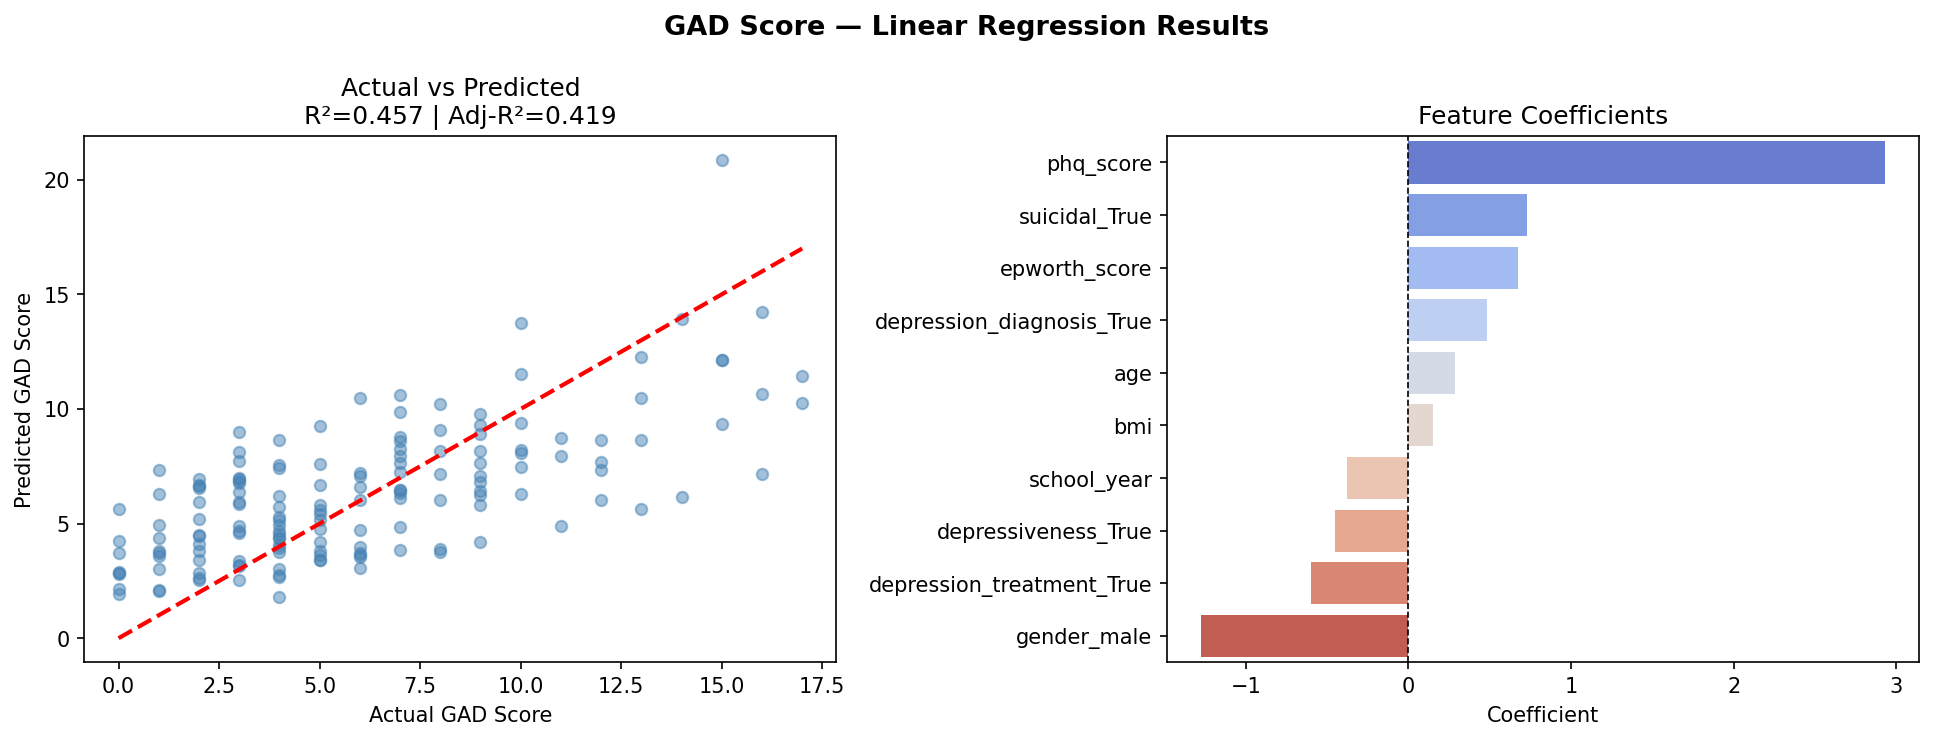 GAD Score — Linear Regression Results
Actual vs Predicted
R²=0.457 | Adj-R²=0.419
Predicted GAD Score
20
15
10
5
0
0.0 2.5 5.0 7.5 10.0 12.5 15.0 17.5
Actual GAD Score
Feature Coefficients
phq_score
suicidal_True
epworth_score
depression_diagnosis_True
age
bmi
school_year
depressiveness_True
depression_treatment_True
gender_male
−1 0 1 2 3
Coefficient